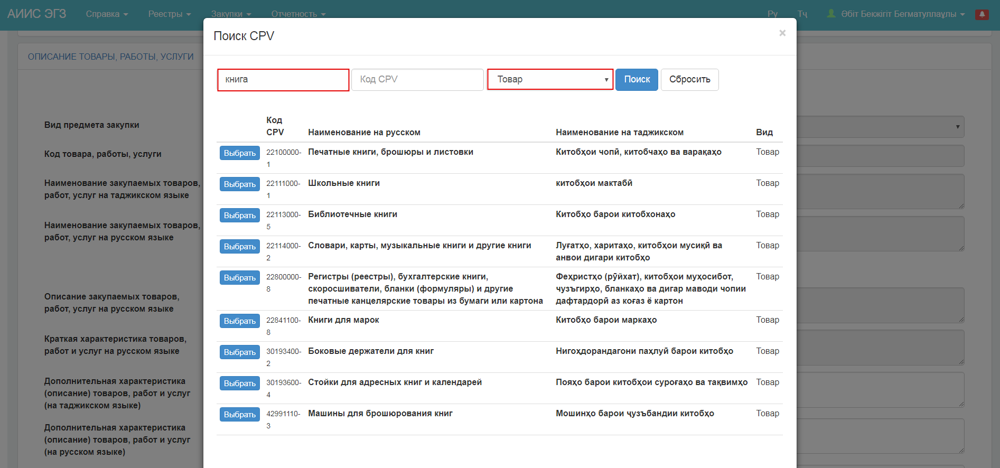 АИИС ЭГЗ Справка Реестры Закупки Отчетность Ру Тҷ Әбіт Бекжігіт Бегматуллаұлы
Поиск CPV ×
ОПИСАНИЕ ТОВАРЫ, РАБОТЫ, УСЛУГИ
книга Код CPV Товар Поиск Сбросить
Вид предмета закупки
Код товара, работы, услуги
Наименование закупаемых товаров,
работ, услуг на таджикском языке
Наименование закупаемых товаров,
работ, услуг на русском языке
Описание закупаемых товаров,
работ, услуг на русском языке
Краткая характеристика товаров,
работ и услуг на русском языке
Дополнительная характеристика
(описание) товаров, работ и услуг
(на таджикском языке)
Дополнительная характеристика
(описание) товаров, работ и услуг
(на русском языке)
Код
CPV Наименование на русском Наименование на таджикском Вид
Выбрать 22100000- Печатные книги, брошюры и листовки Китобҳои чопӣ, китобчаҳо ва варақаҳо Товар
1
Выбрать 22111000- Школьные книги китобҳои мактабӣ Товар
1
Выбрать 22113000- Библиотечные книги Китобҳо барои китобхонаҳо Товар
5
Выбрать 22114000- Словари, карты, музыкальные книги и другие книги Луғатҳо, харитаҳо, китобҳои мусиқӣ ва Товар
2 анвои дигари китобҳо
Выбрать 22800000- Регистры (реестры), бухгалтерские книги, Феҳристҳо (рӯйхат), китобҳои муҳосибот, Товар
8 скоросшиватели, бланки (формуляры) и другие чузъгирҳо, бланкаҳо ва дигар маводи чопии
печатные канцелярские товары из бумаги или картона дафтардорӣ аз коғаз ё картон
Выбрать 22841100- Книги для марок Китобҳо барои маркаҳо Товар
8
Выбрать 30193400- Боковые держатели для книг Нигоҳдорандагони паҳлуӣ барои китобҳо Товар
2
Выбрать 30193600- Стойки для адресных книг и календарей Пояҳо барои китобҳои суроғаҳо ва тақвимҳо Товар
4
Выбрать 42991110- Машины для брошюрования книг Мошинҳо барои ҷузъбандии китобҳо Товар
3